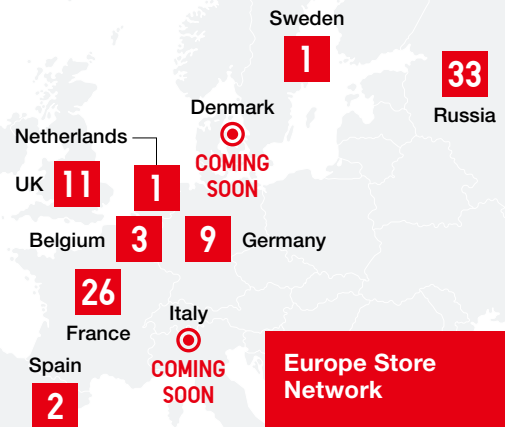 Sweden
1
33
Russia
Denmark
COMING
SOON
Netherlands
1
UK
11
Belgium
3
9
Germany
26
France
Italy
COMING
SOON
Spain
2
Europe Store
Network